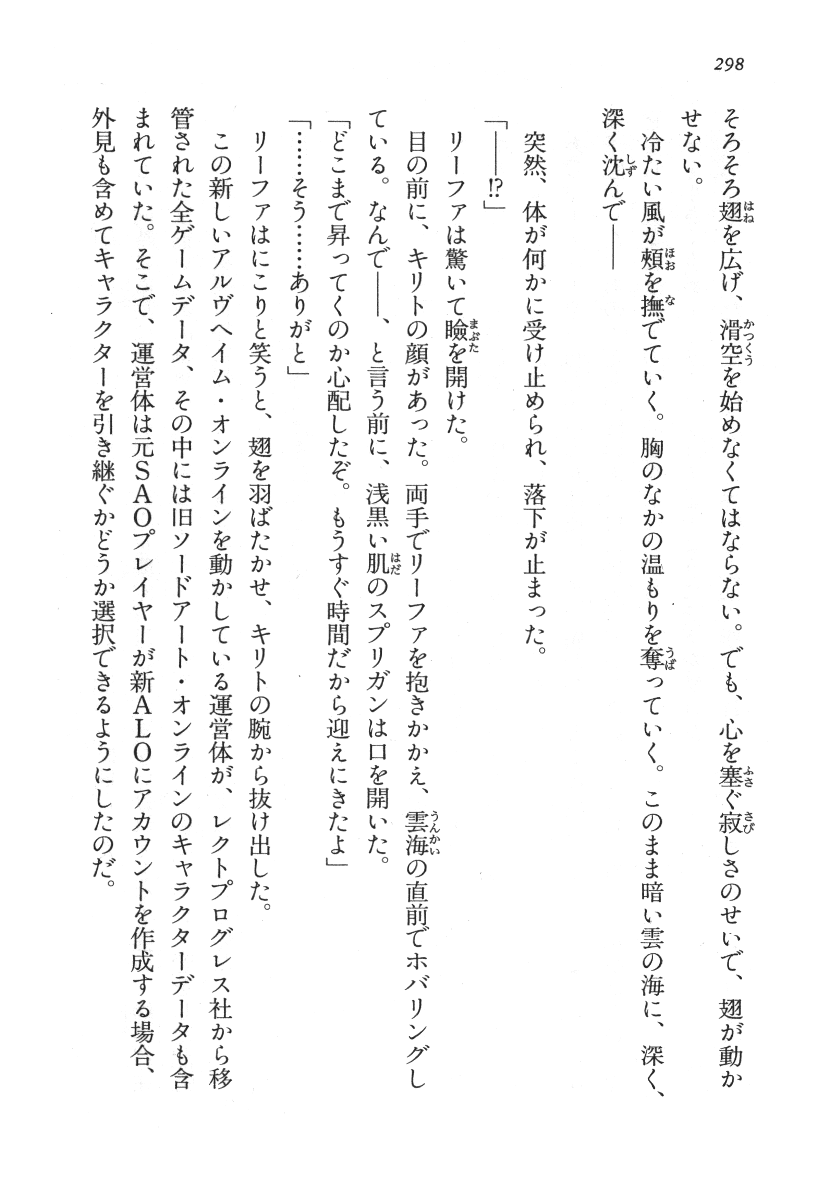 298
そろそろ翅を広げ、滑空を始めなくてはならない。でも、心を塞ぐ寂しさのせいで、翅が動か
せない。
冷たい風が頰を撫でていく。胸のなかの温もりを奪っていく。このまま暗い雲の海に、深く、
深く沈んで――
突然、体が何かに受け止められ、落下が止まった。
「――!?」
リーファは驚いて瞼を開けた。
目の前に、キリトの顔があった。両手でリーファを抱きかかえ、雲海の直前でホバリングし
ている。なんで――、と言う前に、浅黒い肌のスプリガンは口を開いた。
「どこまで昇ってくのか心配したぞ。もうすぐ時間だから迎えにきたよ」
「……そう……ありがと」
リーファはにこりと笑うと、翅を羽ばたかせ、キリトの腕から抜け出した。
この新しいアルヴヘイム・オンラインを動かしている運営体が、レクトプログレス社から移
管された全ゲームデータ、その中には旧ソードアート・オンラインのキャラクターデータも含
まれていた。そこで、運営体は元ＳＡＯプレイヤーが新ＡＬＯにアカウントを作成する場合、
外見も含めてキャラクターを引き継ぐかどうか選択できるようにしたのだ。